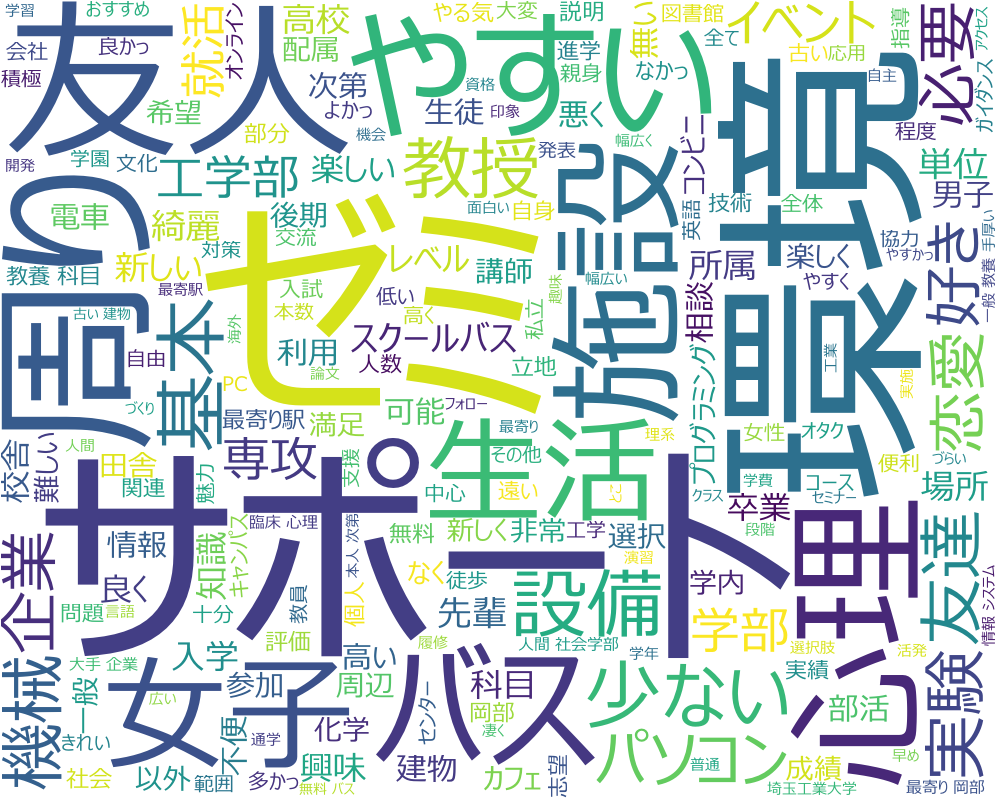 学習
おすすめ
友人
就活
高校
やる気
大変
説明
無い
図書館
イベント
指導
アクセス
必要
会社
良かっ
オンライン
配属
やすい
進学
全て
古い
応用
ガイダンス
積極
次第
よかっ
親身
なかっ
環境
自主
希望
生徒
資格
印象
悪く
コンビニ
程度
部分
機会
幅広く
開発
学園
文化
工学部
楽しい
教授
発表
施設
英語
単位
周り
電車
綺麗
後期
面白い
自身
技術
全体
男子
対策
交流
ゼミ
協力
好き
手厚い
教養 科目
新しい
レベル
講師
幅広い
所属
楽しく
やすく
やすかっ
一般 教養
最寄駅
入試
低い
趣味
相談
古い 建物
基本
海外
本数
高く
私立
プログラミング
自由
利用
スクールバス
人数
立地
工業
恋愛
PC
論文
づくり
最寄り駅
満足
可能
フォロー
最寄り
理系
女性
オタク
実施
校舎
難しい
人間
田舎
専攻
支援
生活
その他
便利
づらい
魅力
関連
サポート
中心
遠い
クラス
学費
コース
セミナー
場所
臨床 心理
無料
新しく
非常
工学
選択
卒業
段階
心理
友達
企業
情報
知識
キャンパス
本人 次第
なく
徒歩
設備
演習
学内
良く
問題
言語
十分
教員
個人
先輩
学部
情報 システム
評価
人間 社会学部
選択肢
活発
機械
大手 企業
入学
高い
学年
実績
実験
一般
女子
参加
周辺
バス
科目
少ない
部活
広い
岡部
センター
凄く
きれい
不便
通学
化学
パソコン
普通
早め
社会
以外
範囲
多かっ
興味
無料 バス
建物
カフェ
志望
成績
埼玉工業大学
最寄り 岡部